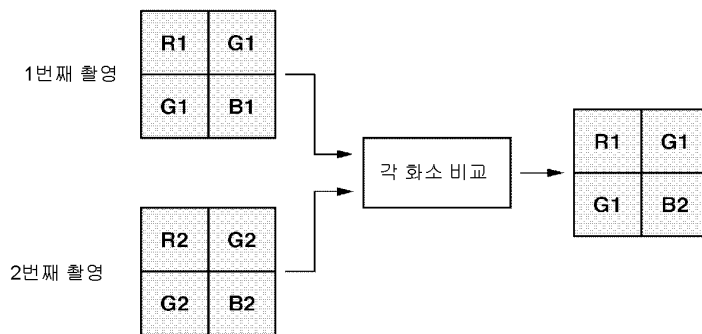 1번째 촬영
R1 G1
G1 B1
각 화소 비교
R1 G1
G1 B2
2번째 촬영
R2 G2
G2 B2